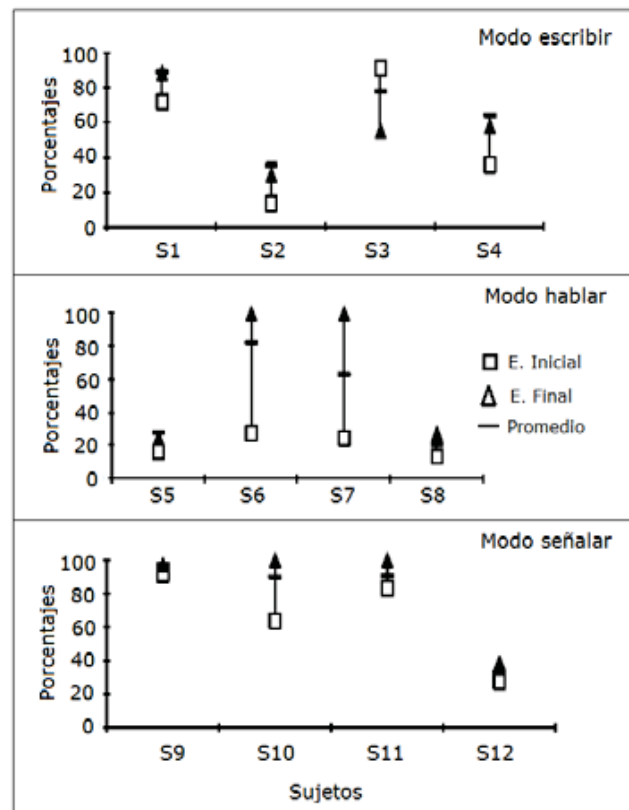 Modo escribir
Porcentajes
100
80
60
40
20
0
S1 S2 S3 S4
Modo hablar
Porcentajes
100
80
60
40
20
0
E. Inicial
E. Final
Promedio
S5 S6 S7 S8
Modo señalar
Porcentajes
100
80
60
40
20
0
S9 S10 S11 S12
Sujetos